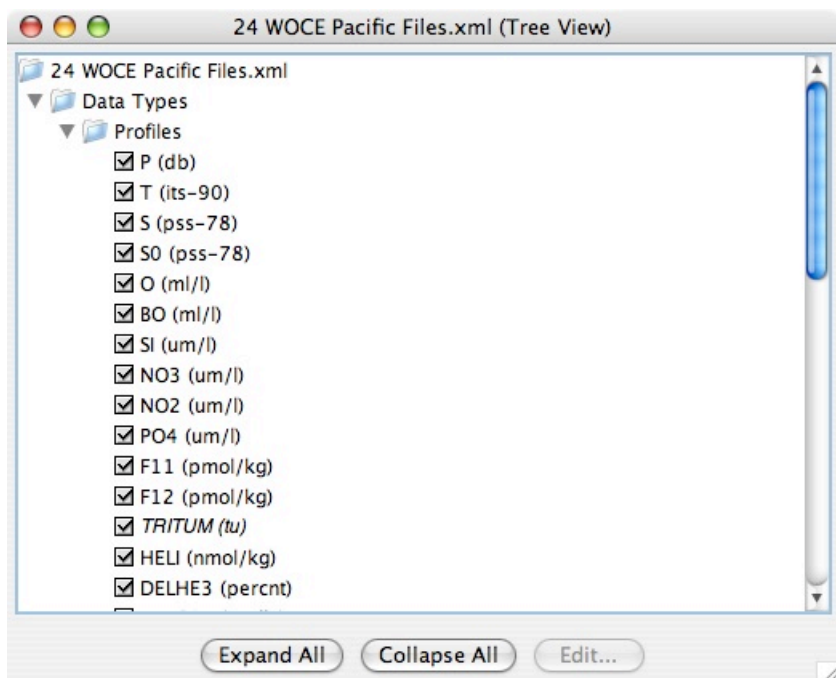 24 WOCE Pacific Files.xml (Tree View)
24 WOCE Pacific Files.xml
Data Types
Profiles
P (db)
T (its-90)
S (pss-78)
S0 (pss-78)
O (ml/l)
BO (ml/l)
SI (um/l)
NO3 (um/l)
NO2 (um/l)
PO4 (um/l)
F11 (pmol/kg)
F12 (pmol/kg)
TRITUM (tu)
HELI (nmol/kg)
DELHE3 (percnt)
Expand All Collapse All Edit...